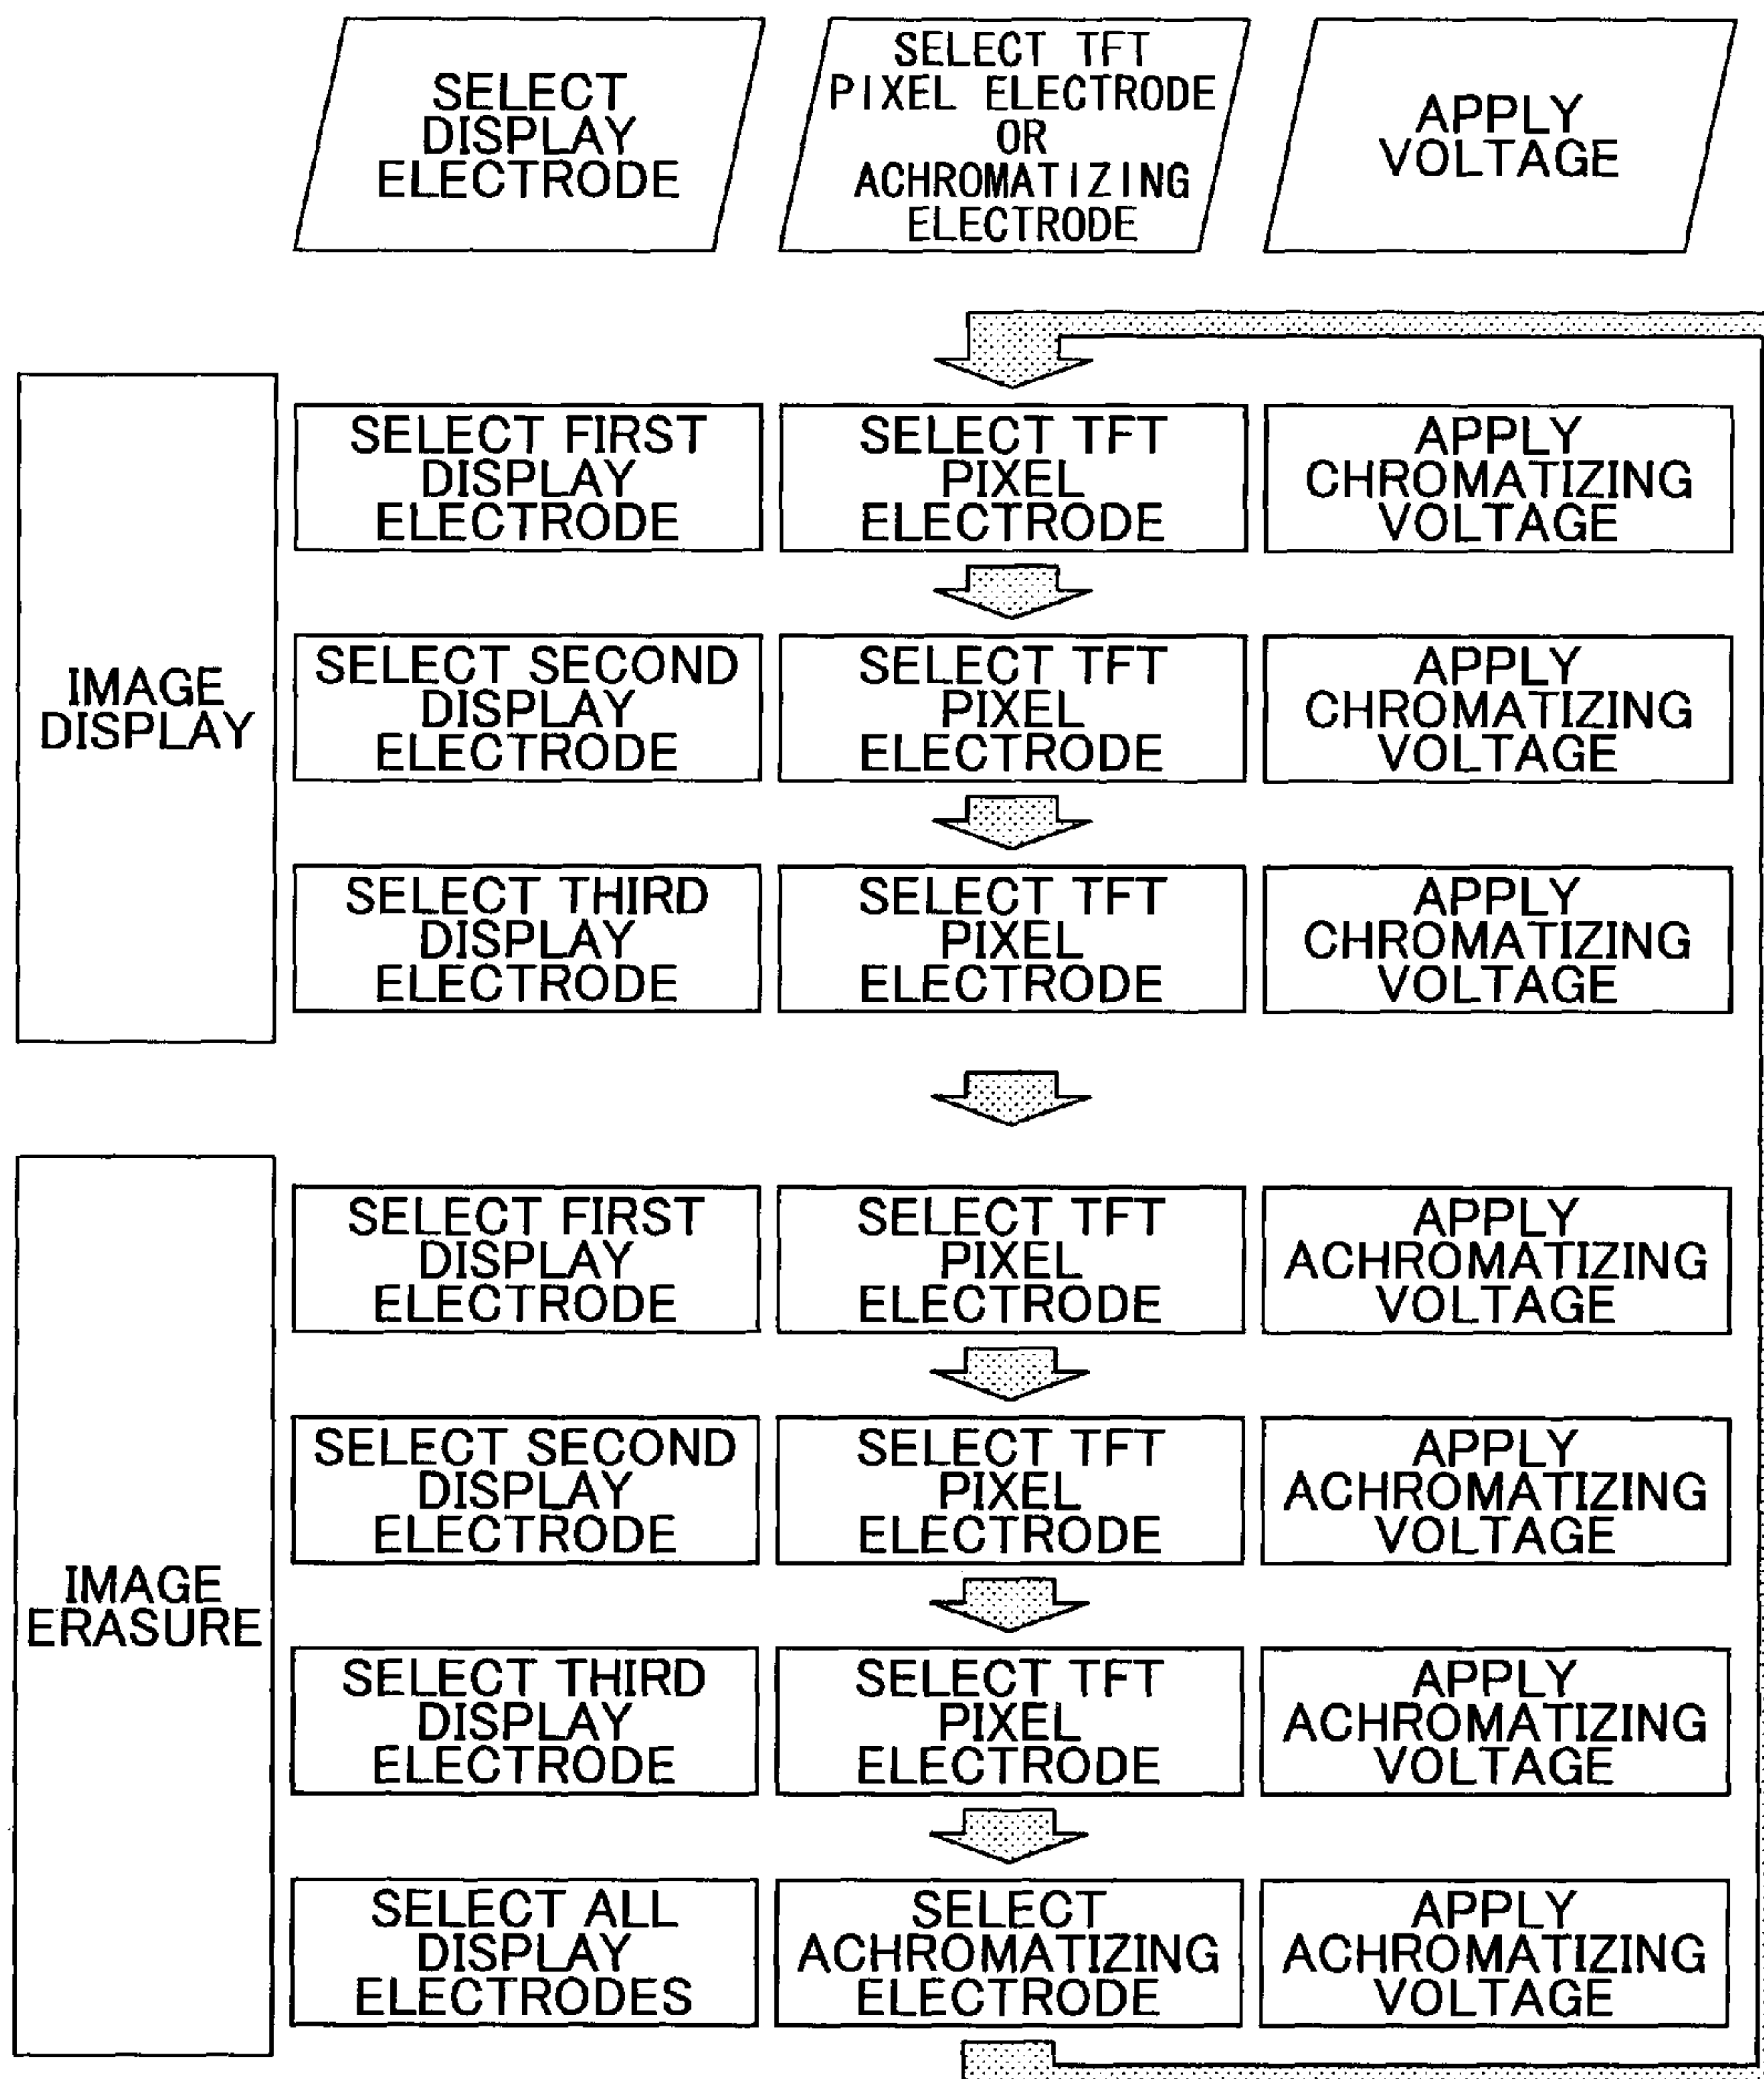 SELECT
DISPLAY
ELECTRODE
SELECT TFT
PIXEL ELECTRODE
OR
ACHROMATIZING
ELECTRODE
APPLY
VOLTAGE
IMAGE
DISPLAY
SELECT FIRST
DISPLAY
ELECTRODE
SELECT TFT
PIXEL
ELECTRODE
APPLY
CHROMATIZING
VOLTAGE
SELECT SECOND
DISPLAY
ELECTRODE
SELECT TFT
PIXEL
ELECTRODE
APPLY
CHROMATIZING
VOLTAGE
SELECT THIRD
DISPLAY
ELECTRODE
SELECT TFT
PIXEL
ELECTRODE
APPLY
CHROMATIZING
VOLTAGE
IMAGE
ERASURE
SELECT FIRST
DISPLAY
ELECTRODE
SELECT TFT
PIXEL
ELECTRODE
APPLY
ACHROMATIZING
VOLTAGE
SELECT SECOND
DISPLAY
ELECTRODE
SELECT TFT
PIXEL
ELECTRODE
APPLY
ACHROMATIZING
VOLTAGE
SELECT THIRD
DISPLAY
ELECTRODE
SELECT TFT
PIXEL
ELECTRODE
APPLY
ACHROMATIZING
VOLTAGE
SELECT ALL
DISPLAY
ELECTRODES
SELECT
ACHROMATIZING
ELECTRODE
APPLY
ACHROMATIZING
VOLTAGE